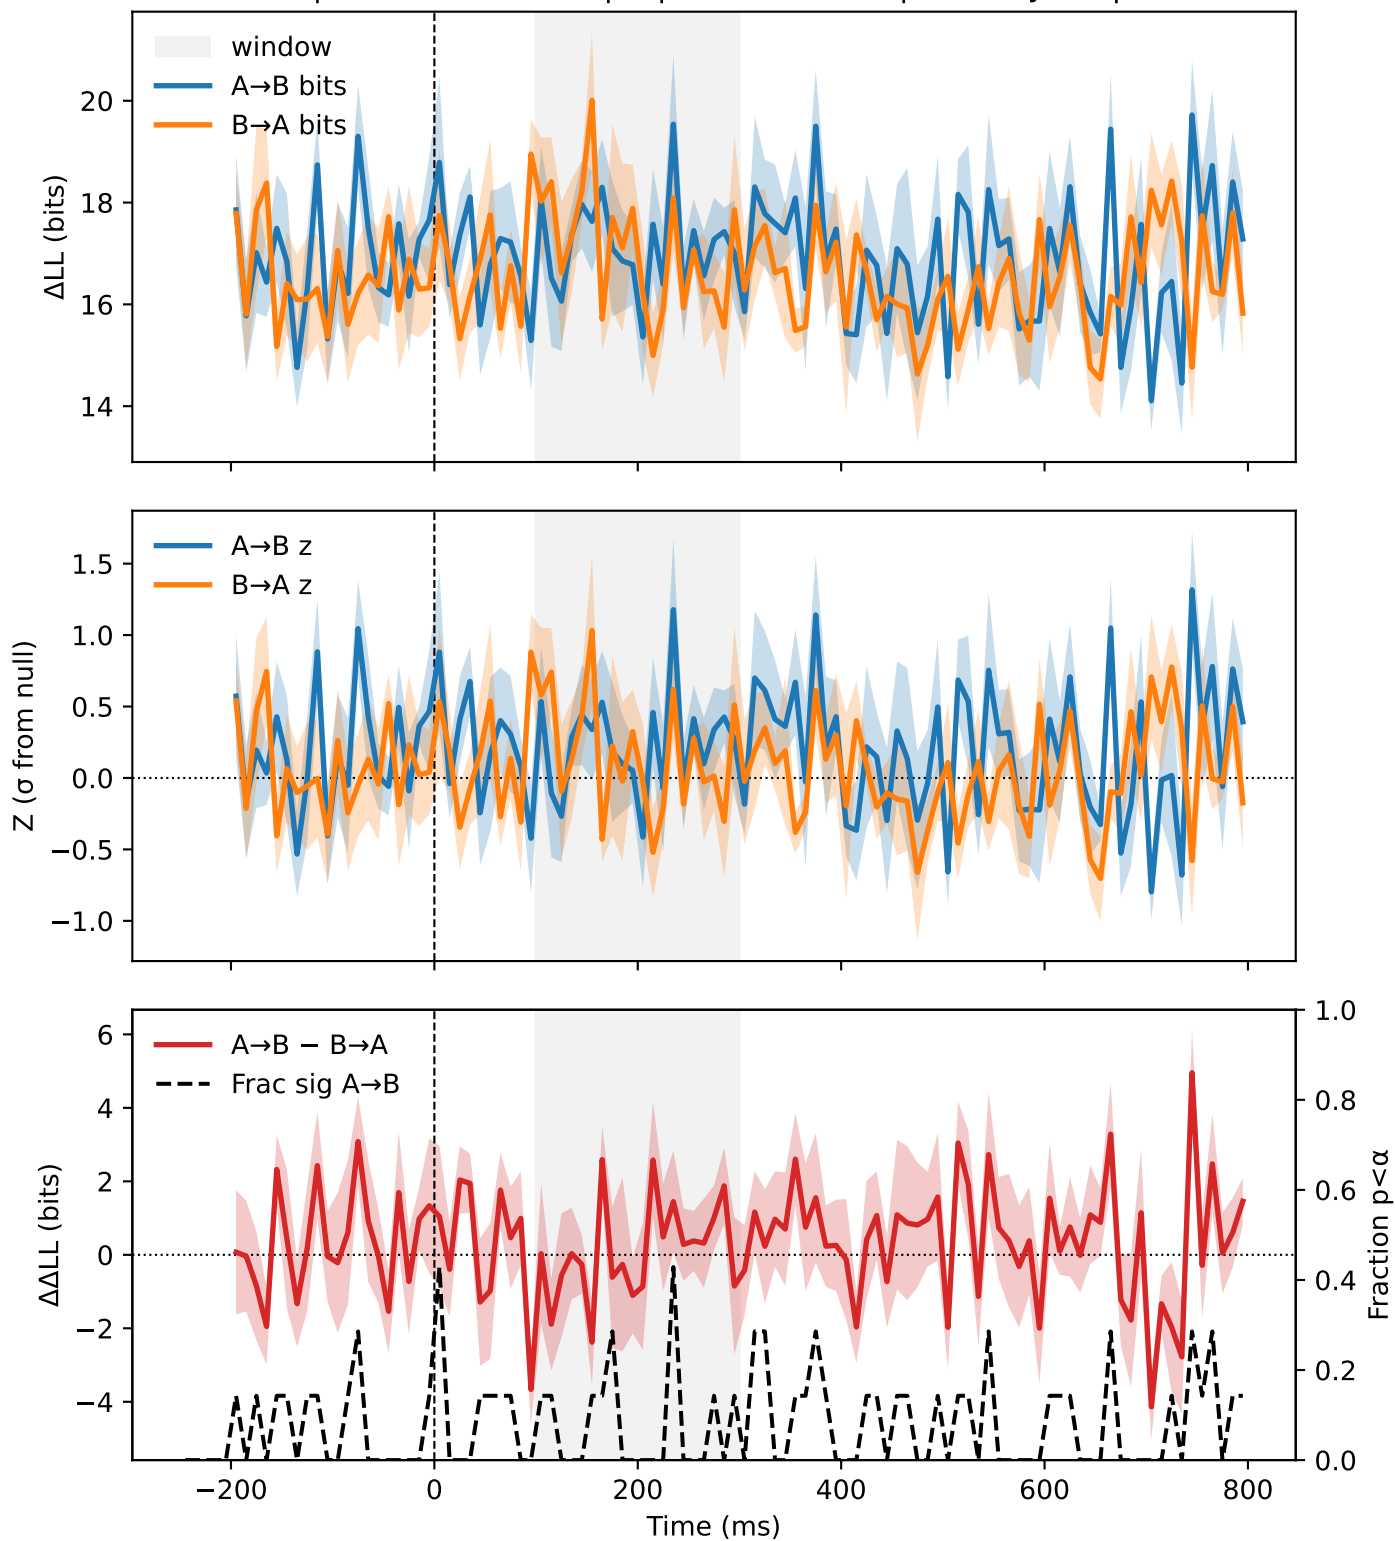 window
A→B bits
B→A bits
ΔLL (bits)
20
18
16
14
A→B z
B→A z
Z (σ from null)
1.5
1.0
0.5
0.0
−0.5
−1.0
A→B − B→A
Frac sig A→B
ΔΔLL (bits)
6
4
2
0
−2
−4
1.0
0.8
0.6
0.4
0.2
0.0
Fraction p<α
−200
0
200
400
600
800
Time (ms)